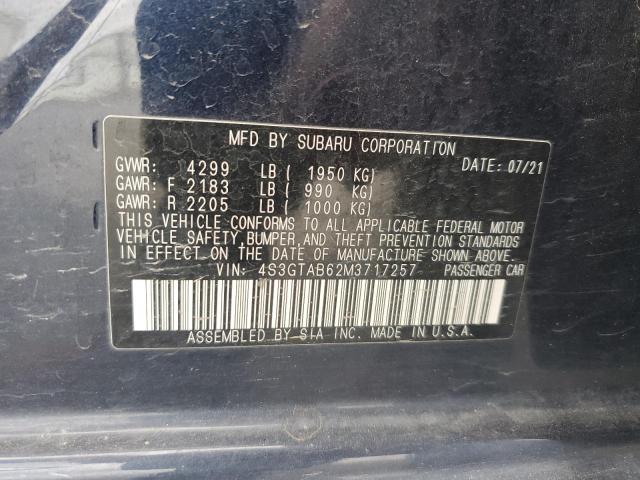 MFD BY SUBARU CORPORATION
GVWR: 4299 LB ( 1950 KG) DATE: 07/21
GAWR: F 2183 LB ( 990 KG)
GAWR: R 2205 LB ( 1000 KG)
THIS VEHICLE CONFORMS TO ALL APPLICABLE FEDERAL MOTOR
VEHICLE SAFETY, BUMPER, AND THEFT PREVENTION STANDARDS
IN EFFECT ON THE DATE OF MANUFACTURE SHOWN ABOVE.
VIN: 4S3GTAB62M3717257 PASSENGER CAR
ASSEMBLED BY SIA INC. MADE IN U.S.A.